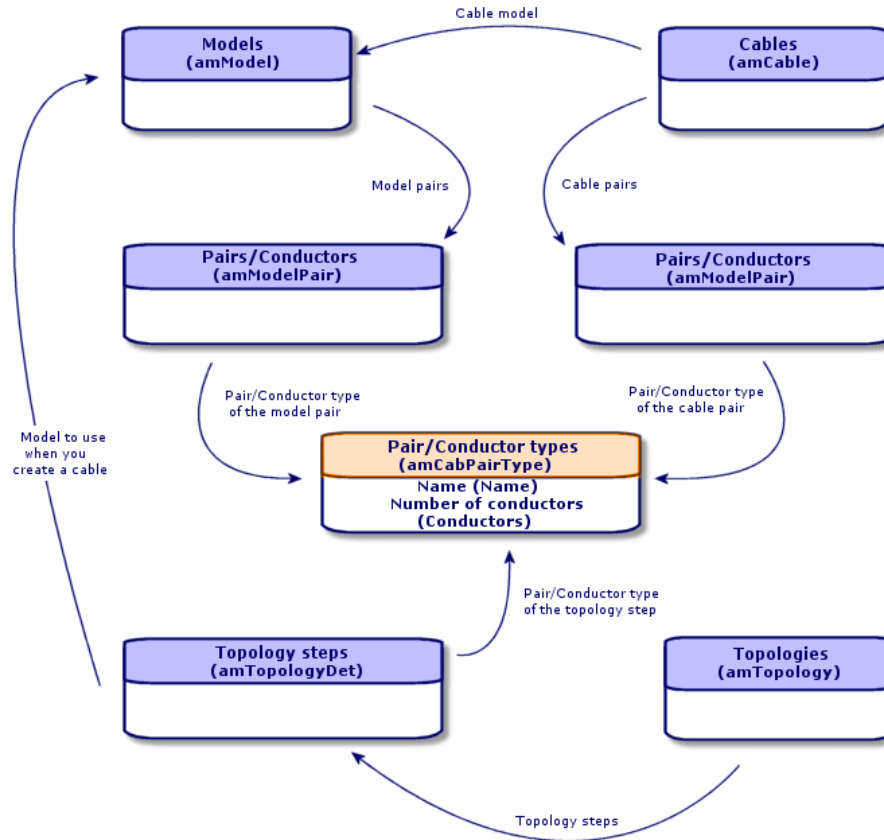 Cable model
Models
(amModel)
Cables
(amCable)
Model pairs
Cable pairs
Pairs/Conductors
(amModelPair)
Pairs/Conductors
(amModelPair)
Pair/Conductor type
of the model pair
Pair/Conductor type
of the cable pair
Model to use
when you
create a cable
Pair/Conductor types
(amCabPairType)
Name (Name)
Number of conductors
(Conductors)
Pair/Conductor type
of the topology step
Topology steps
(amTopologyDet)
Topologies
(amTopology)
Topology steps